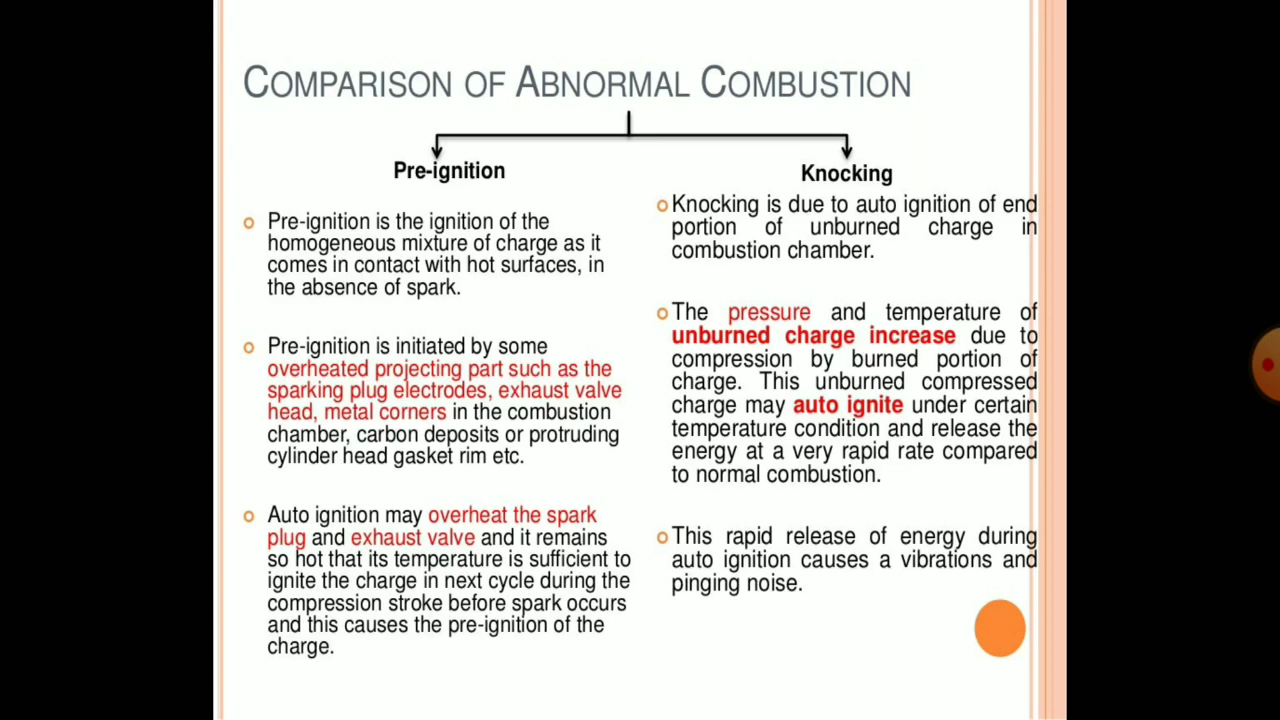 COMPARISON OF ABNORMAL COMBUSTION
Pre-ignition
Pre-ignition is the ignition of the
homogeneous mixture of charge as it
comes in contact with hot surfaces, in
the absence of spark.
Pre-ignition is initiated by some
overheated projecting part such as the
sparking plug electrodes, exhaust valve
head, metal corners in the combustion
chamber, carbon deposits or protruding
cylinder head gasket rim etc.
Auto ignition may overheat the spark
plug and exhaust valve and it remains
so hot that its temperature is sufficient to
ignite the charge in next cycle during the
compression stroke before spark occurs
and this causes the pre-ignition of the
charge.
Knocking
Knocking is due to auto ignition of end
portion of unburned charge in
combustion chamber.
The pressure and temperature of
unburned charge increase due to
compression by burned portion of
charge. This unburned compressed
charge may auto ignite under certain
temperature condition and release the
energy at a very rapid rate compared
to normal combustion.
This rapid release of energy during
auto ignition causes a vibrations and
pinging noise.